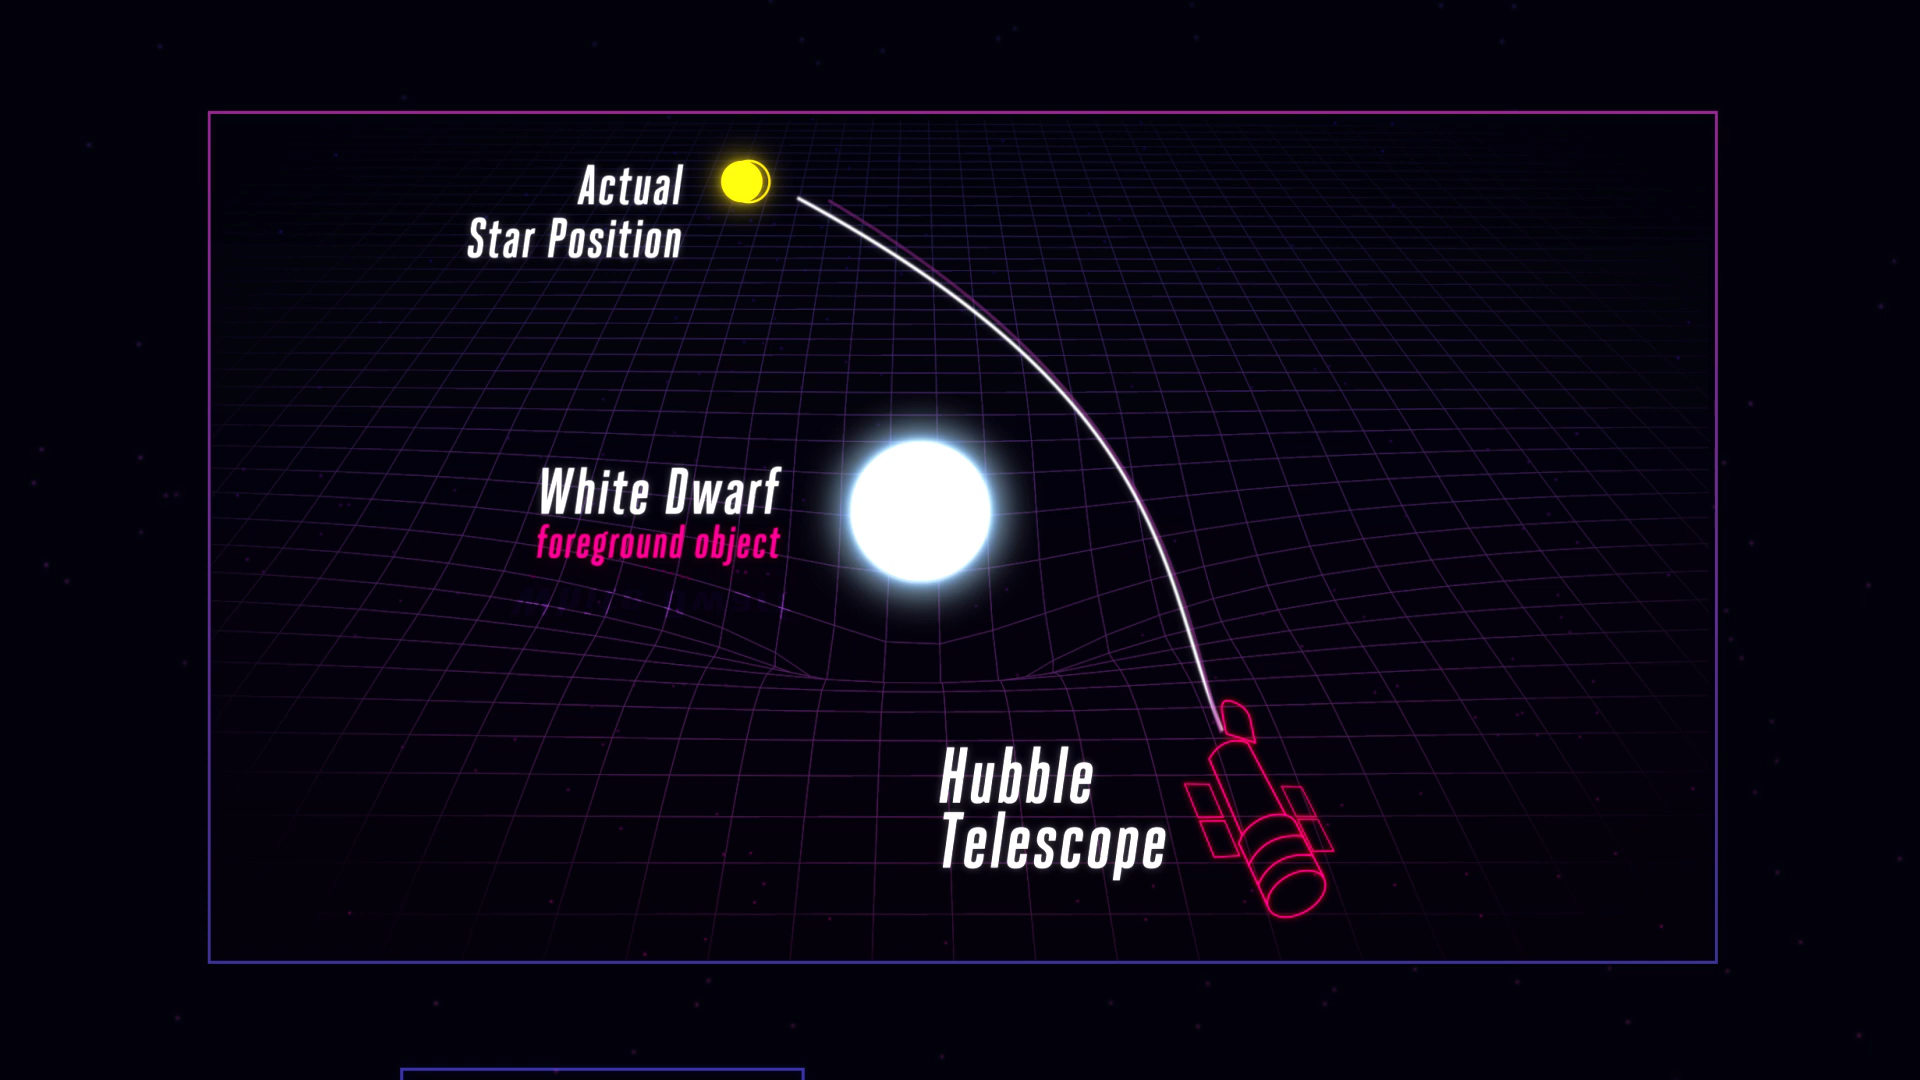 Actual
Star Position
White Dwarf
foreground object
Hubble
Telescope